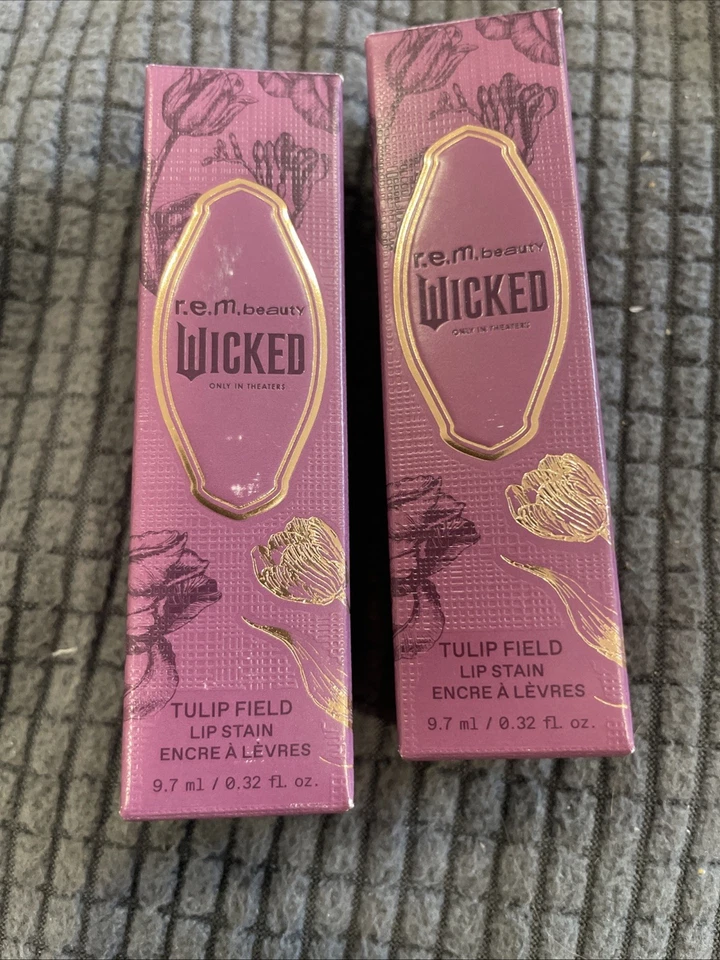 r.e.m.beauty
WICKED
ONLY IN THEATERS
TULIP FIELD
LIP STAIN
ENCRE À LÈVRES
9.7 ml / 0.32 fl. oz.
r.e.m.beauty
WICKED
ONLY IN THEATERS
TULIP FIELD
LIP STAIN
ENCRE À LÈVRES
9.7 ml / 0.32 fl. oz.